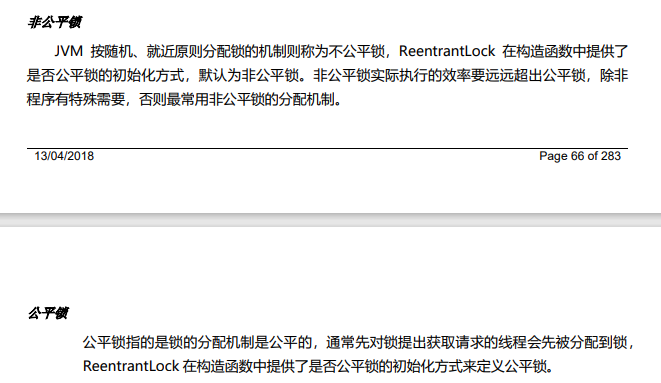 非公平锁
JVM 按随机、就近原则分配锁的机制则称为不公平锁，ReentrantLock 在构造函数中提供了
是否公平锁的初始化方式，默认为非公平锁。非公平锁实际执行的效率要远远超出公平锁，除非
程序有特殊需要，否则最常用非公平锁的分配机制。
13/04/2018 Page 66 of 283
公平锁
公平锁指的是锁的分配机制是公平的，通常先对锁提出获取请求的线程会先被分配到锁，
ReentrantLock 在构造函数中提供了是否公平锁的初始化方式来定义公平锁。